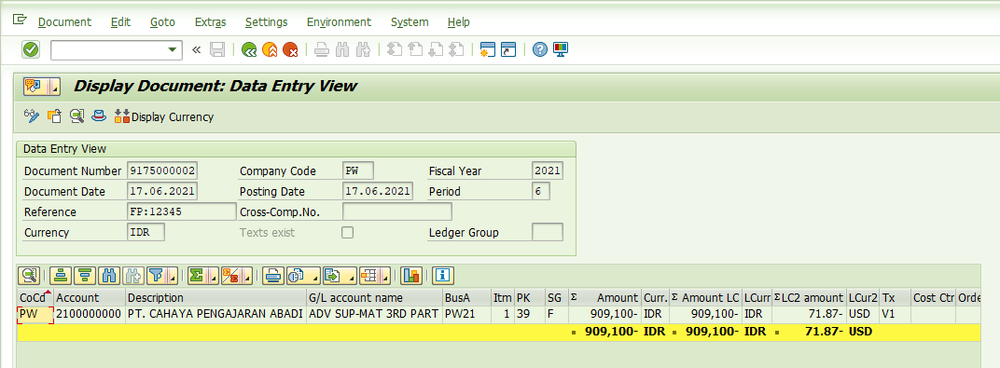 Document Edit Goto Extras Settings Environment System Help
Display Document: Data Entry View
Display Currency
Data Entry View
Document Number 9175000002 Company Code PW Fiscal Year 2021
Document Date 17.06.2021 Posting Date 17.06.2021 Period 6
Reference FP:12345 Cross-Comp.No.
Currency IDR Texts exist Ledger Group
CoCd Account Description G/L account name BusA Itm PK SG Σ Amount Curr. Σ Amount LC LCurr Σ LC2 amount LCur2 Tx Cost Ctr Orde
PW 2100000000 PT. CAHAYA PENGAJARAN ABADI ADV SUP-MAT 3RD PART PW21 1 39 F 909,100- IDR 909,100- IDR 71.87- USD V1
909,100- IDR 909,100- IDR 71.87- USD